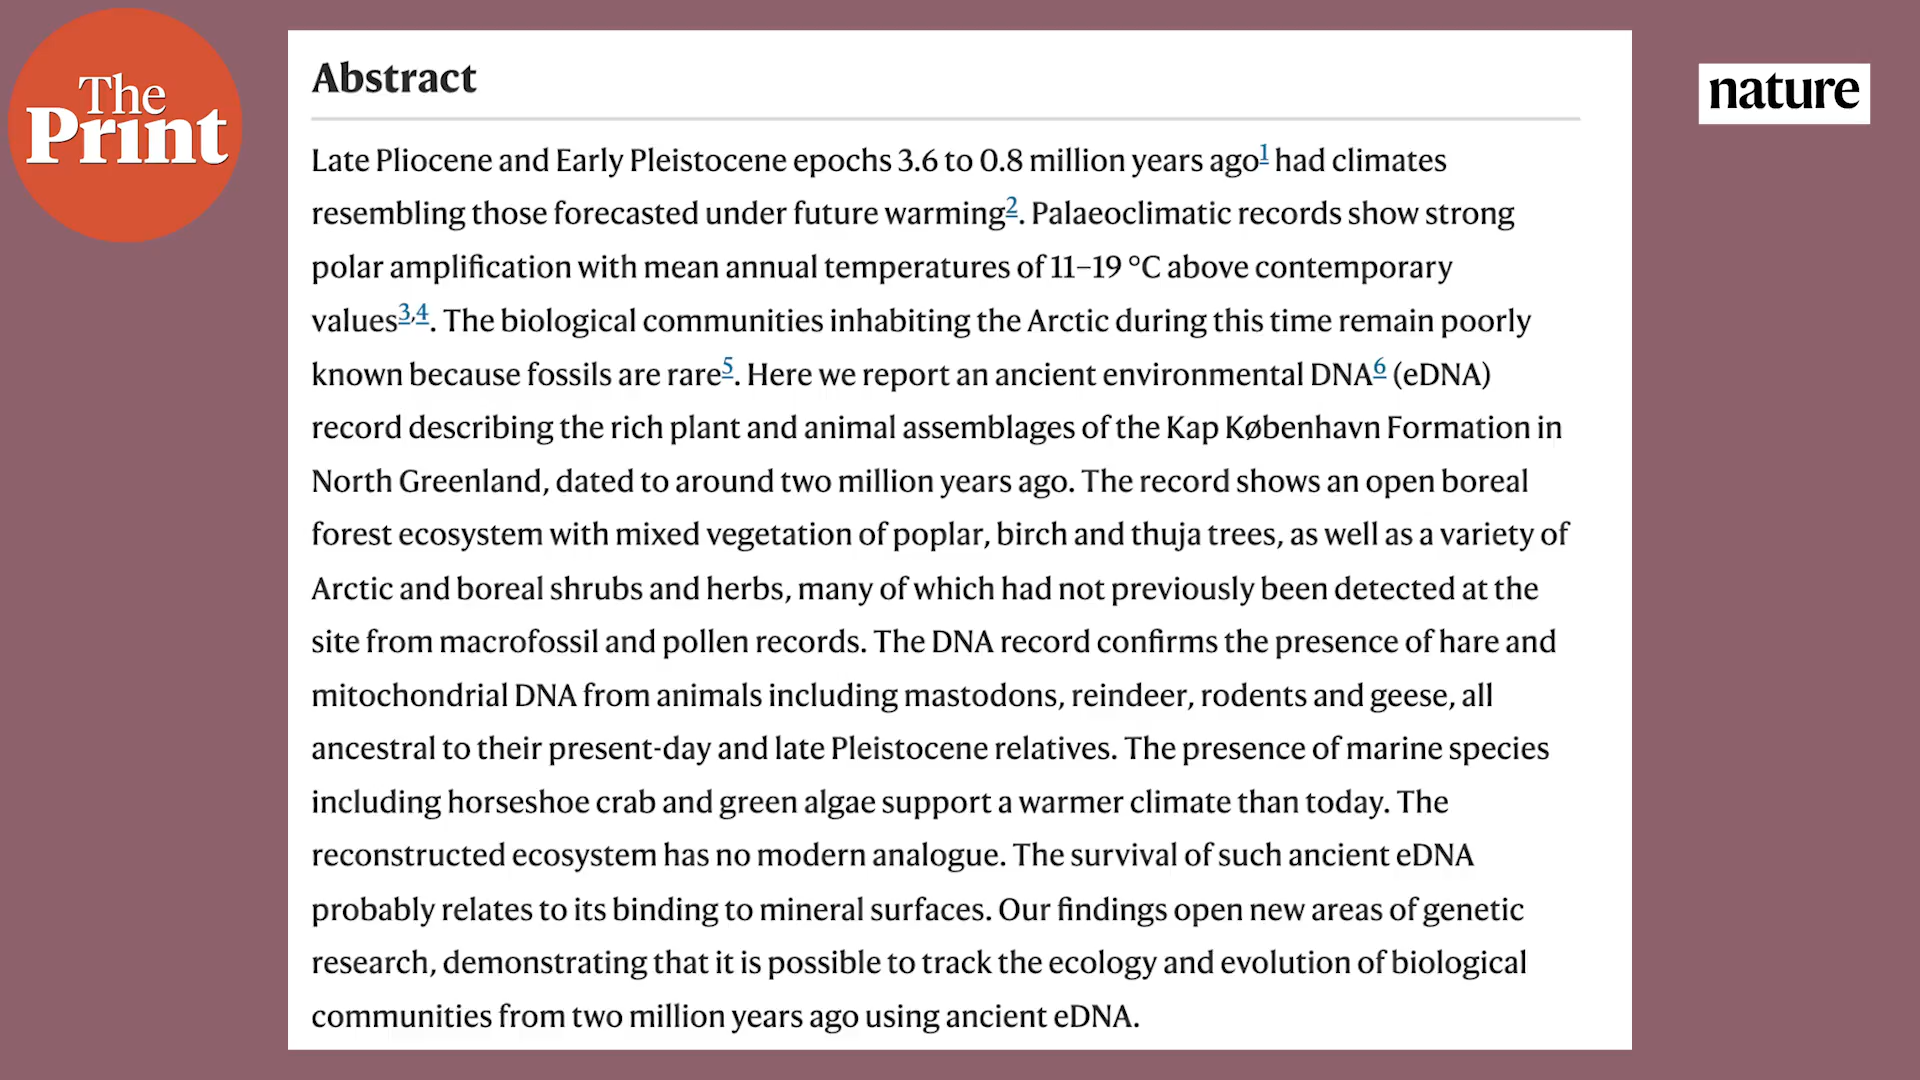 The
Print
nature
Abstract
Late Pliocene and Early Pleistocene epochs 3.6 to 0.8 million years ago1 had climates
resembling those forecasted under future warming2. Palaeoclimatic records show strong
polar amplification with mean annual temperatures of 11–19 °C above contemporary
values3,4. The biological communities inhabiting the Arctic during this time remain poorly
known because fossils are rare5. Here we report an ancient environmental DNA6 (eDNA)
record describing the rich plant and animal assemblages of the Kap København Formation in
North Greenland, dated to around two million years ago. The record shows an open boreal
forest ecosystem with mixed vegetation of poplar, birch and thuja trees, as well as a variety of
Arctic and boreal shrubs and herbs, many of which had not previously been detected at the
site from macrofossil and pollen records. The DNA record confirms the presence of hare and
mitochondrial DNA from animals including mastodons, reindeer, rodents and geese, all
ancestral to their present-day and late Pleistocene relatives. The presence of marine species
including horseshoe crab and green algae support a warmer climate than today. The
reconstructed ecosystem has no modern analogue. The survival of such ancient eDNA
probably relates to its binding to mineral surfaces. Our findings open new areas of genetic
research, demonstrating that it is possible to track the ecology and evolution of biological
communities from two million years ago using ancient eDNA.